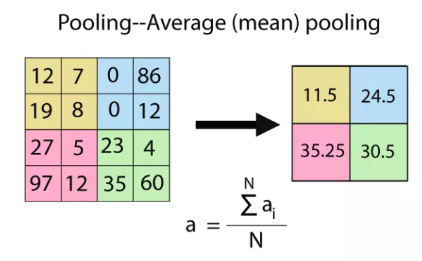 Pooling--Average (mean) pooling
12 7 0 86
19 8 0 12
27 5 23 4
97 12 35 60
11.5 24.5
35.25 30.5
a = N Σ ai / N